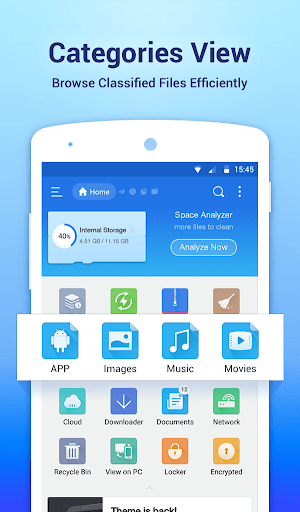 Categories View
Browse Classified Files Efficiently
15:45
Home
40%
Internal Storage
4.51 GB / 11.15 GB
Space Analyzer
more files to clean
Analyze Now
APP
Images
Music
Movies
12
Cloud
Downloader
Documents
Network
Recycle Bin
View on PC
Locker
Encrypted
Theme is back!